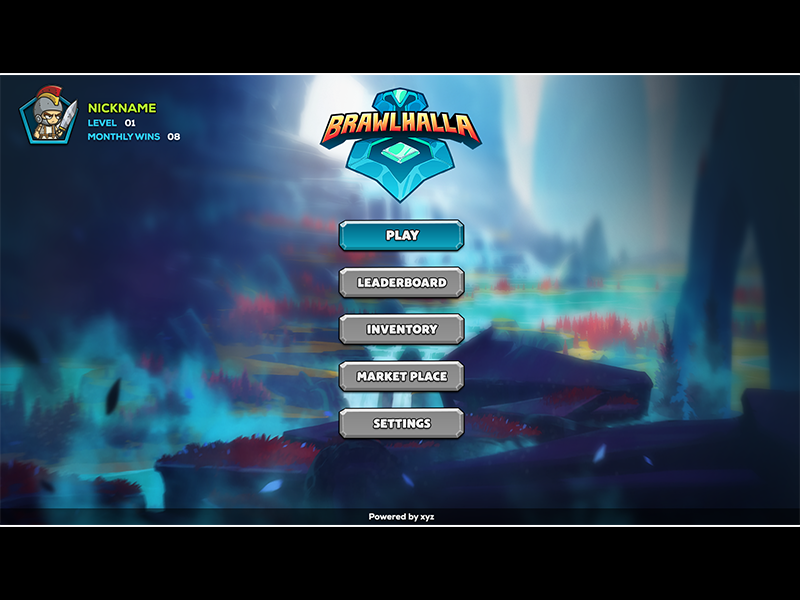 NICKNAME
LEVEL 01
MONTHLY WINS 08
BRAWLHALLA
PLAY
LEADERBOARD
INVENTORY
MARKET PLACE
SETTINGS
Powered by xyz